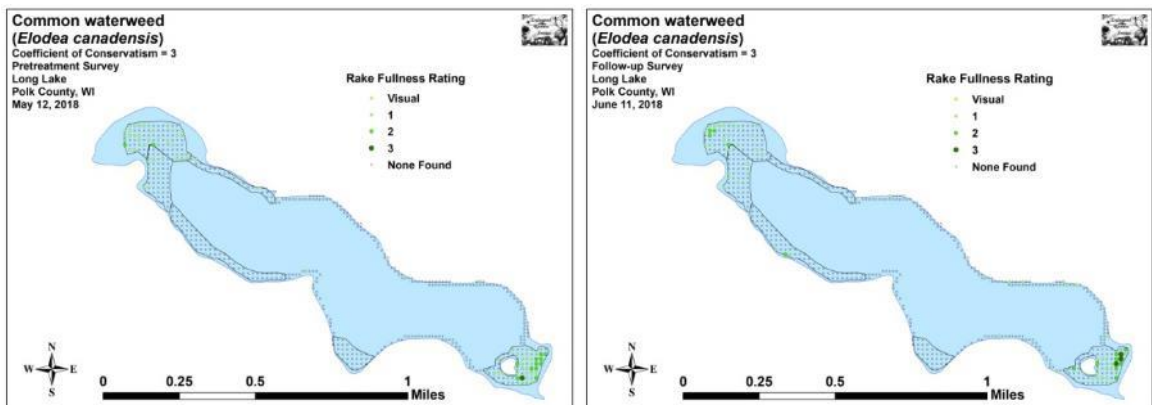 Common waterweed
(Elodea canadensis)
Coefficient of Conservatism = 3
Pretreatment Survey
Long Lake
Polk County, WI
May 12, 2018
Rake Fullness Rating
Visual
1
2
3
None Found
N
W E
S
0 0.25 0.5 1
Miles
Common waterweed
(Elodea canadensis)
Coefficient of Conservatism = 3
Follow-up Survey
Long Lake
Polk County, WI
June 11, 2018
Rake Fullness Rating
Visual
1
2
3
None Found
N
W E
S
0 0.25 0.5 1
Miles